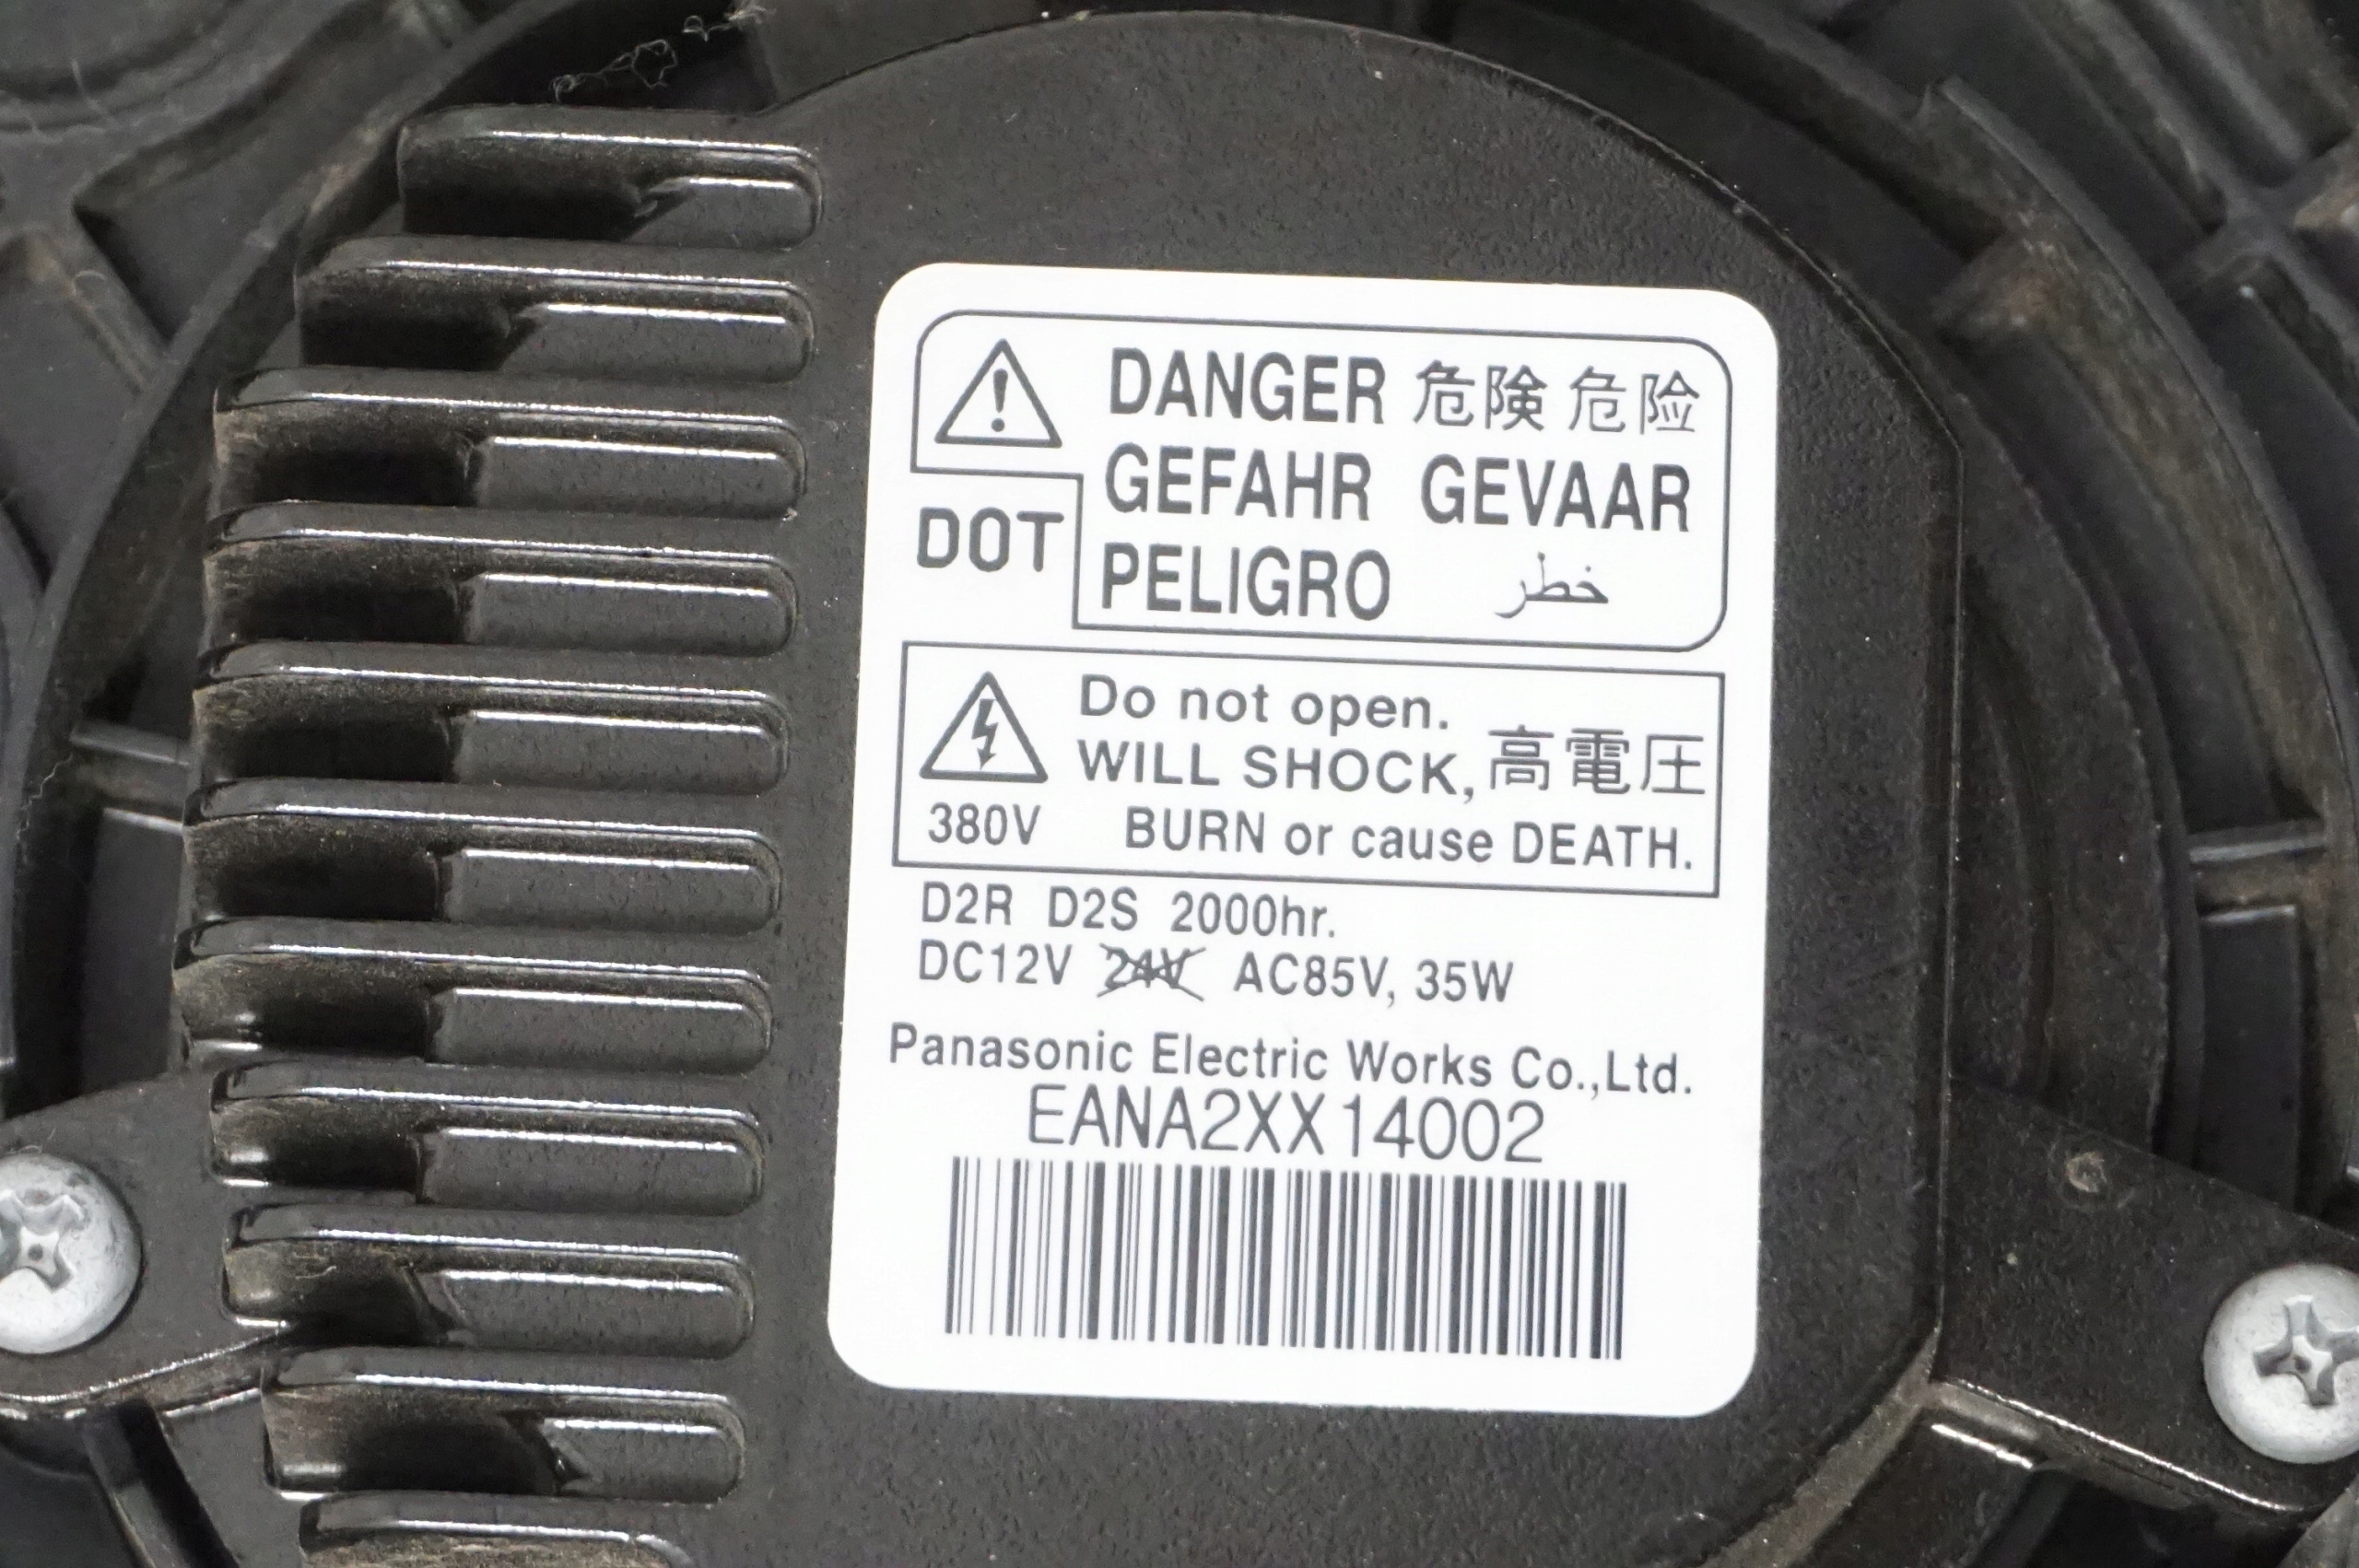 DANGER 危険 危险
GEFAHR GEVAAR
DOT
PELIGRO خطر
Do not open.
WILL SHOCK, 高電圧
380V BURN or cause DEATH.
D2R D2S 2000hr.
DC12V 24V AC85V, 35W
Panasonic Electric Works Co.,Ltd.
EANA2XX14002